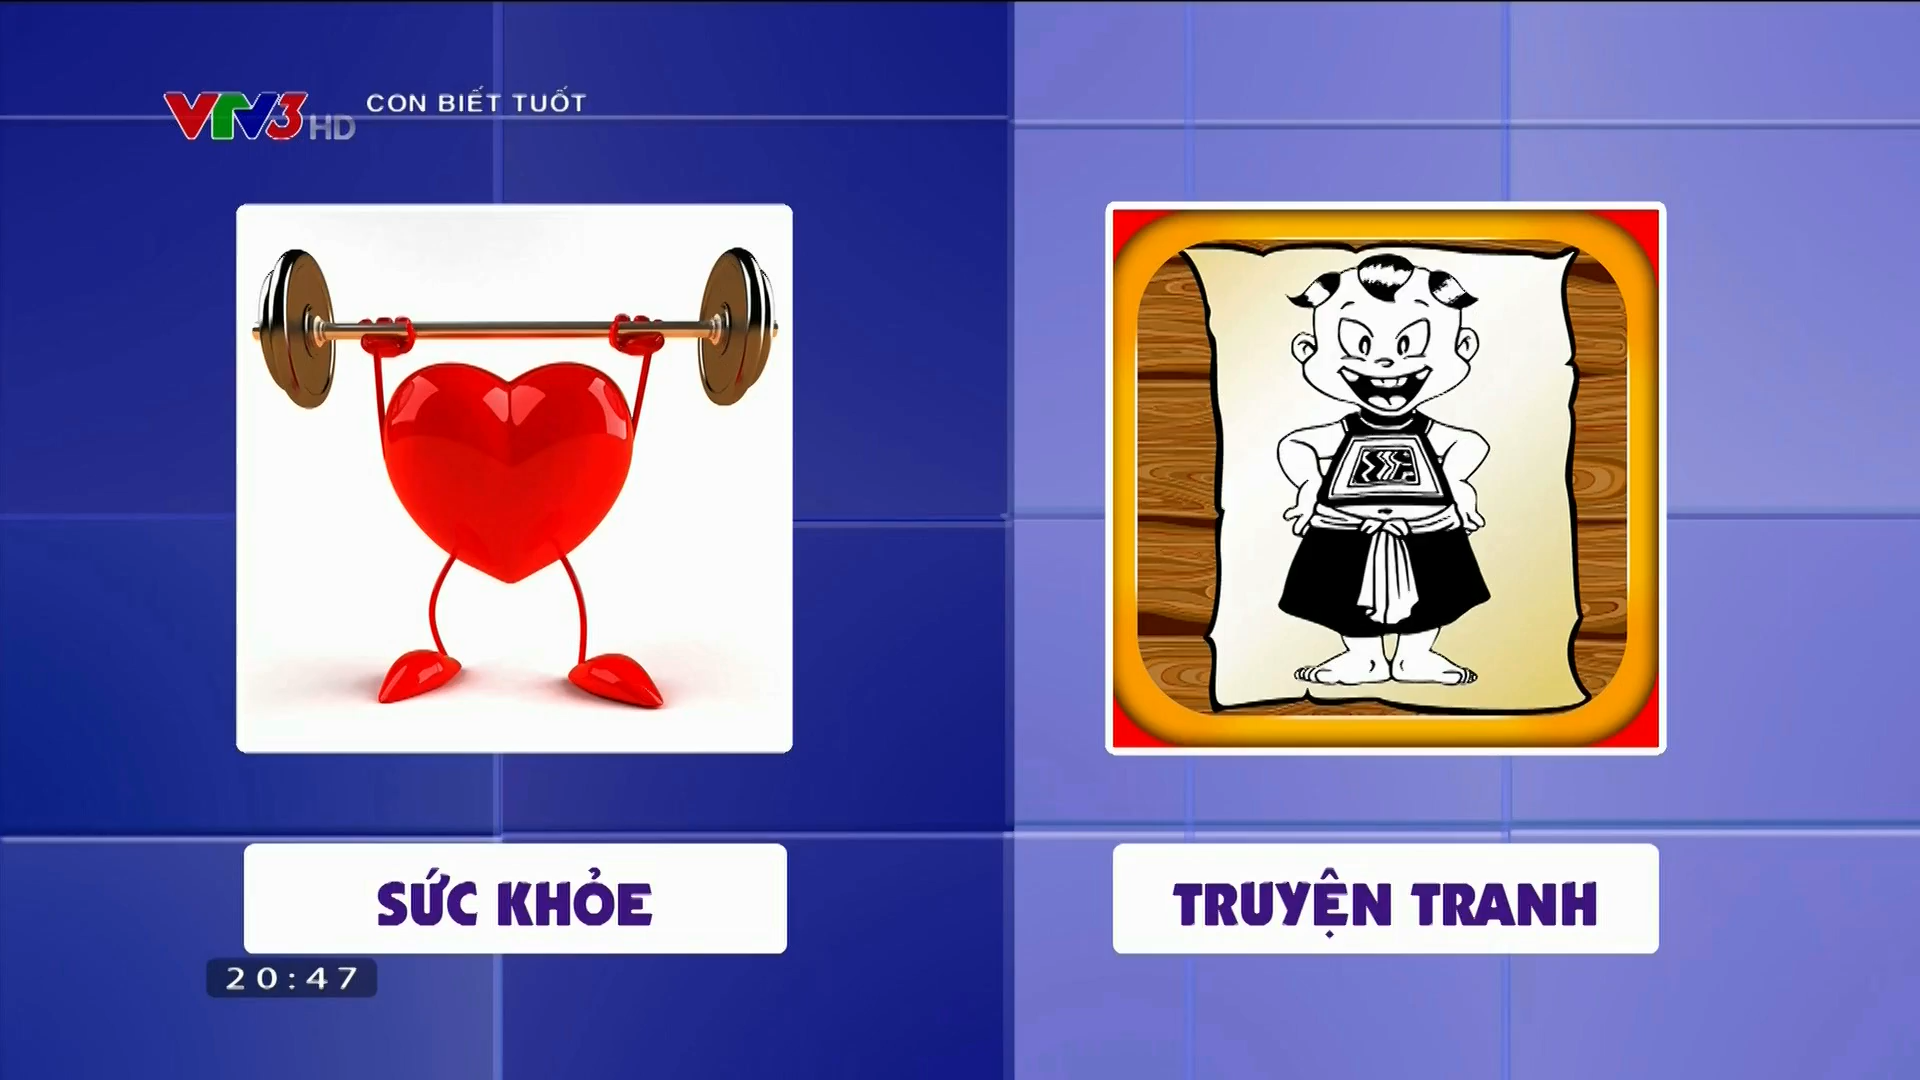 VTV3 HD
CON BIẾT TUỐT
SỨC KHỎE
TRUYỆN TRANH
20:47